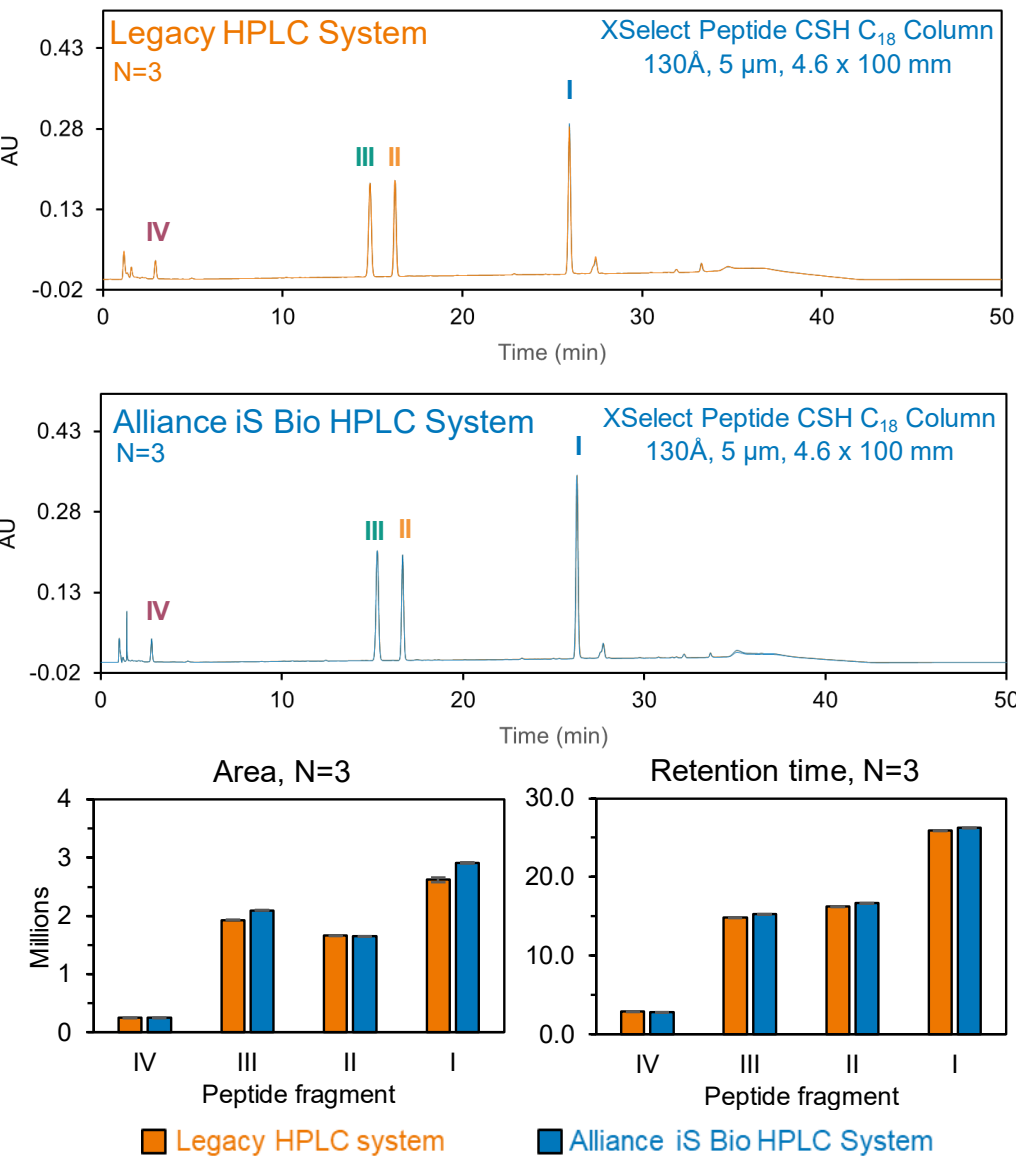 Legacy HPLC System
N=3
XSelect Peptide CSH C₁₈ Column
130Å, 5 µm, 4.6 x 100 mm
I
III II
IV
AU
0.43
0.28
0.13
-0.02
0 10 20 30 40 50
Time (min)
Alliance iS Bio HPLC System
N=3
XSelect Peptide CSH C₁₈ Column
130Å, 5 µm, 4.6 x 100 mm
I
III II
IV
AU
0.43
0.28
0.13
-0.02
0 10 20 30 40 50
Time (min)
Area, N=3
Millions
4
3
2
1
0
IV III II I
Peptide fragment
Retention time, N=3
30.0
20.0
10.0
0.0
IV III II I
Peptide fragment
Legacy HPLC system
Alliance iS Bio HPLC System